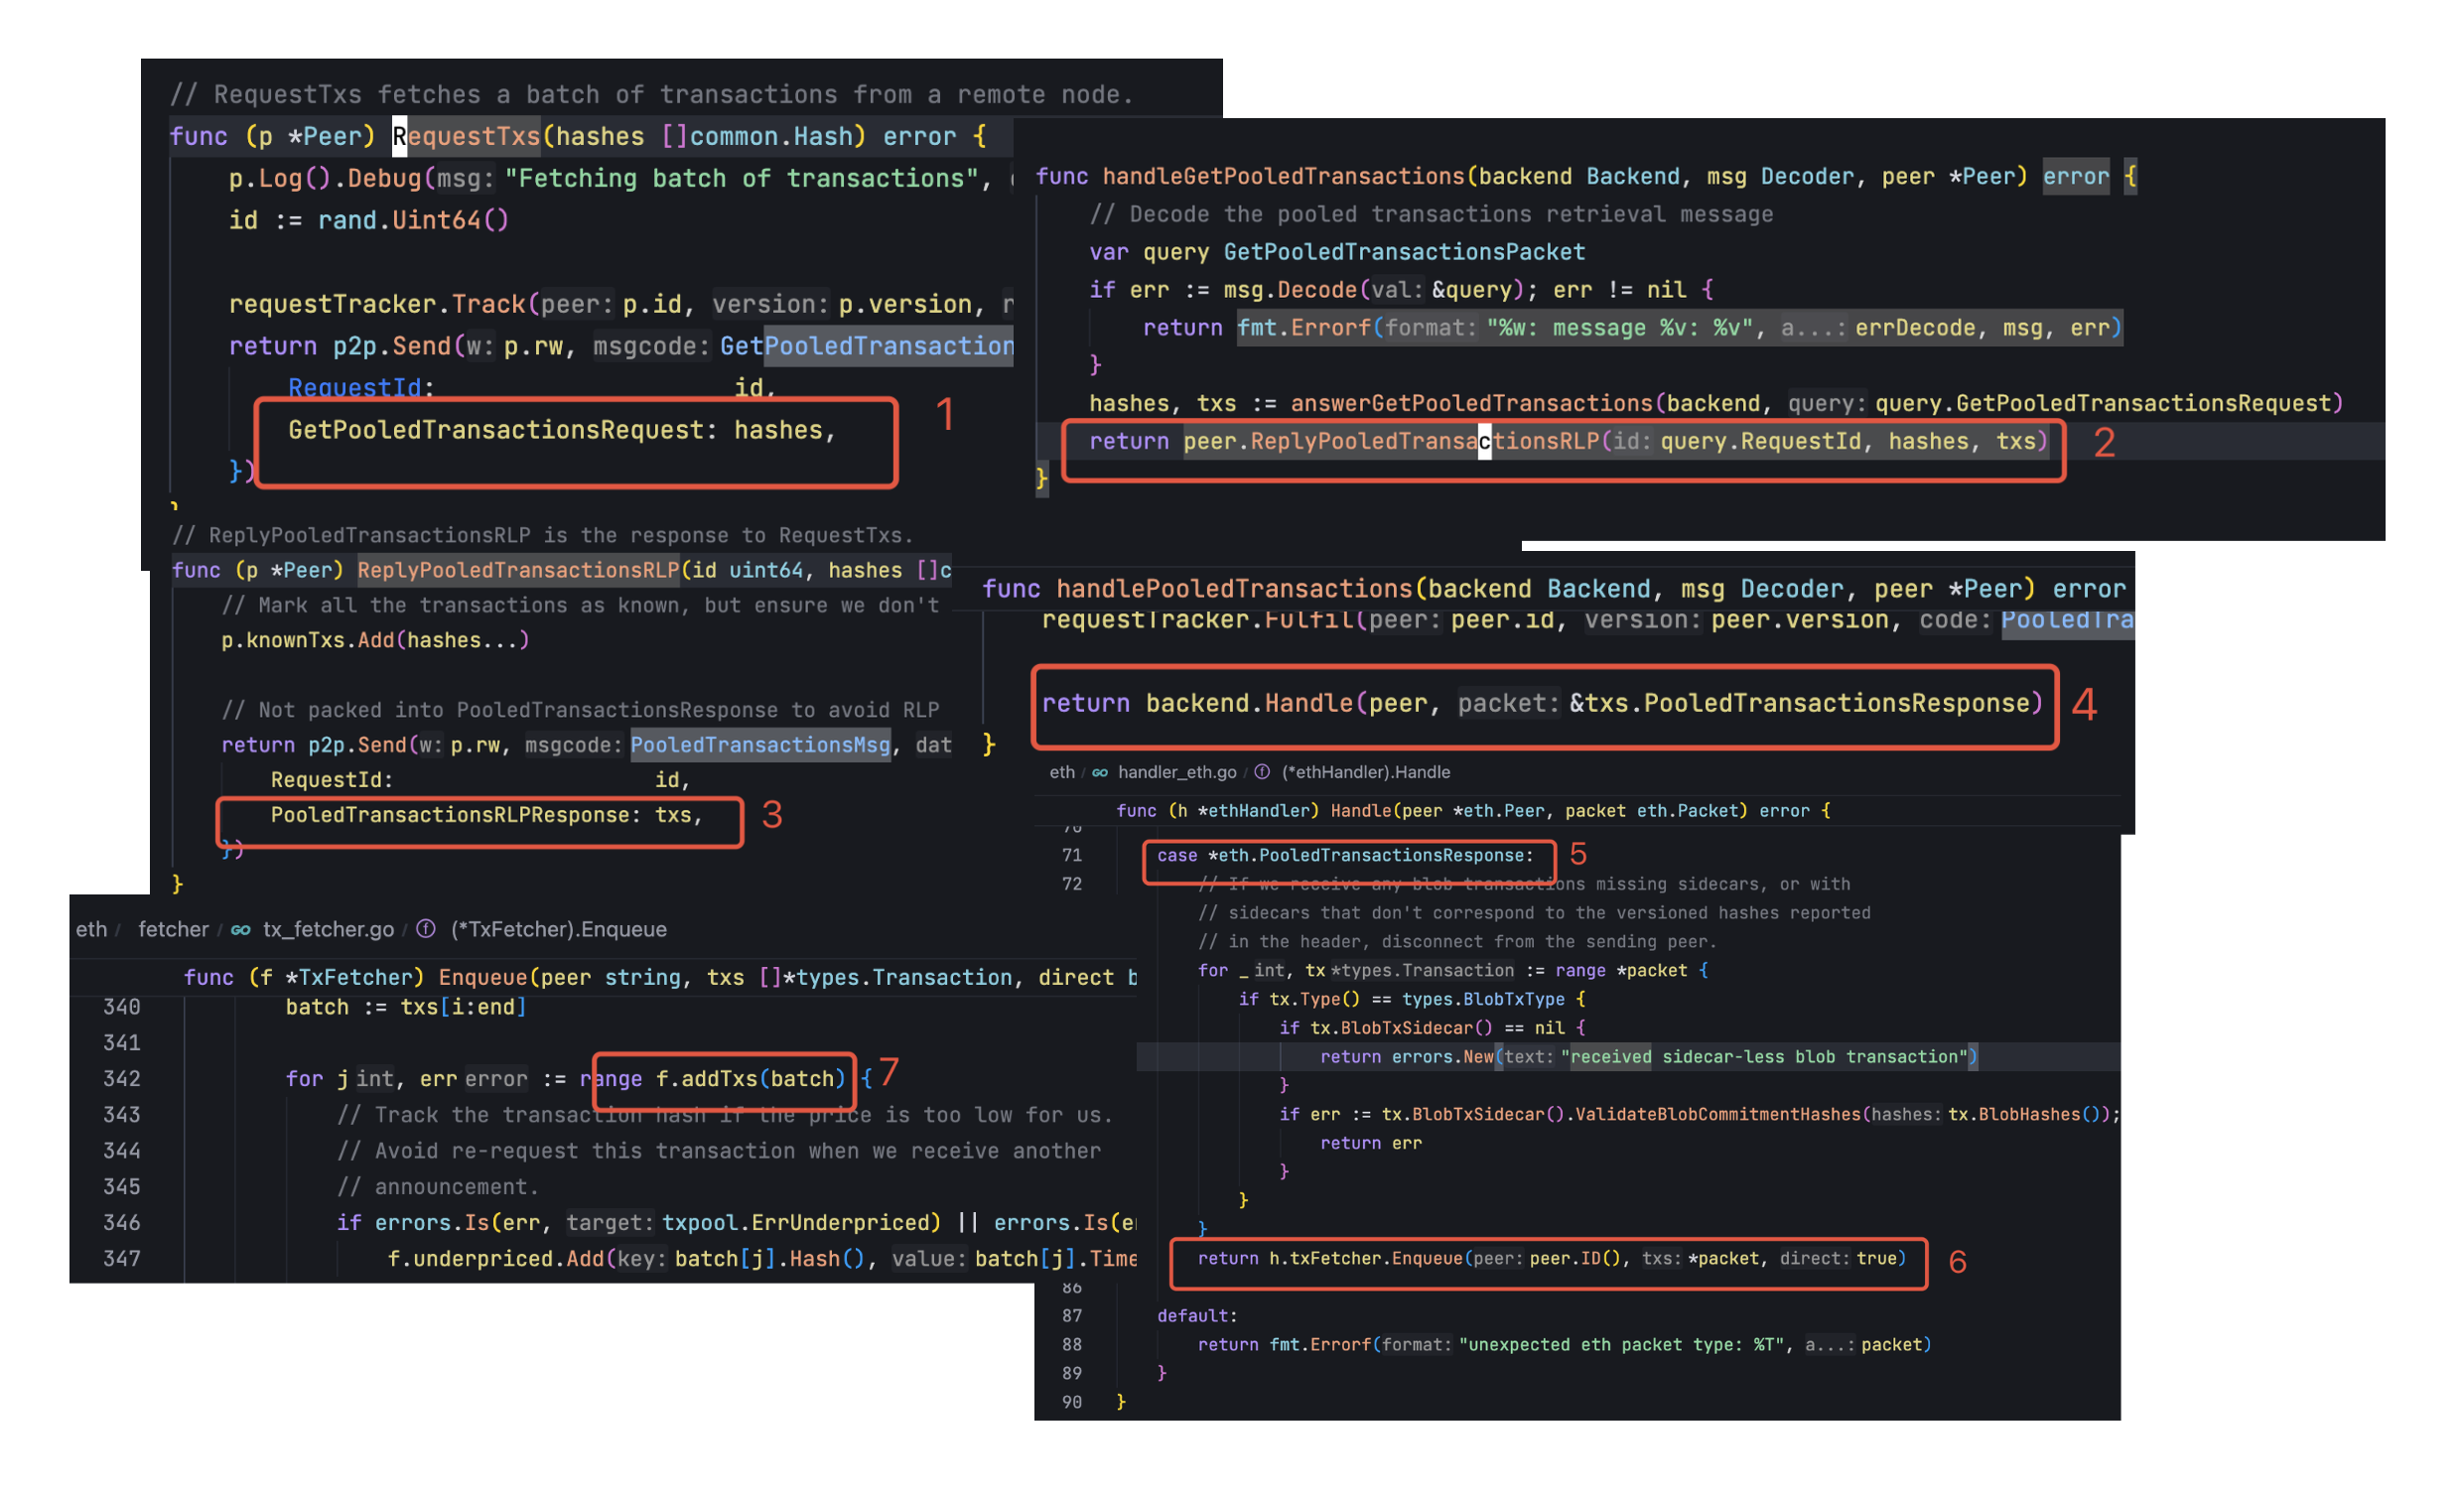 // RequestTxs fetches a batch of transactions from a remote node.
func (p *Peer) RequestTxs(hashes []common.Hash) error {
p.Log().Debug(msg: "Fetching batch of transactions",
id := rand.Uint64()
requestTracker.Track(peer: p.id, version: p.version,
return p2p.Send(w: p.rw, msgcode: GetPooledTransaction
RequestId: id,
GetPooledTransactionsRequest: hashes,
})
1
func handleGetPooledTransactions(backend Backend, msg Decoder, peer *Peer) error {
// Decode the pooled transactions retrieval message
var query GetPooledTransactionsPacket
if err := msg.Decode(val: &query); err != nil {
return fmt.Errorf(format: "%w: message %v: %v", a...: errDecode, msg, err)
}
hashes, txs := answerGetPooledTransactions(backend, query: query.GetPooledTransactionsRequest)
return peer.ReplyPooledTransactionsRLP(id: query.RequestId, hashes, txs)
}
2
// ReplyPooledTransactionsRLP is the response to RequestTxs.
func (p *Peer) ReplyPooledTransactionsRLP(id uint64, hashes []c
// Mark all the transactions as known, but ensure we don't
p.knownTxs.Add(hashes...)
// Not packed into PooledTransactionsResponse to avoid RLP
return p2p.Send(w: p.rw, msgcode: PooledTransactionsMsg, dat
RequestId: id,
PooledTransactionsRLPResponse: txs,
})
}
3
func handlePooledTransactions(backend Backend, msg Decoder, peer *Peer) error
requestTracker.Fulfil(peer: peer.id, version: peer.version, code: PooledTra
return backend.Handle(peer, packet: &txs.PooledTransactionsResponse)
}
4
eth / handler_eth.go / (*ethHandler).Handle
func (h *ethHandler) Handle(peer *eth.Peer, packet eth.Packet) error {
70
71 case *eth.PooledTransactionsResponse:
5
72 // If we receive any blob transactions missing sidecars, or with
// sidecars that don't correspond to the versioned hashes reported
// in the header, disconnect from the sending peer.
for _ int, tx *types.Transaction := range *packet {
if tx.Type() == types.BlobTxType {
if tx.BlobTxSidecar() == nil {
return errors.New(text: "received sidecar-less blob transaction")
}
if err := tx.BlobTxSidecar().ValidateBlobCommitmentHashes(hashes: tx.BlobHashes());
return err
}
}
}
return h.txFetcher.Enqueue(peer: peer.ID(), txs: *packet, direct: true)
6
86
87 default:
88 return fmt.Errorf(format: "unexpected eth packet type: %T", a...: packet)
89 }
90 }
eth / fetcher / tx_fetcher.go / (*TxFetcher).Enqueue
func (f *TxFetcher) Enqueue(peer string, txs []*types.Transaction, direct b
340 batch := txs[i:end]
341
342 for j int, err error := range f.addTxs(batch) {
7
343 // Track the transaction hash if the price is too low for us.
344 // Avoid re-request this transaction when we receive another
345 // announcement.
346 if errors.Is(err, target: txpool.ErrUnderpriced) || errors.Is(e
347 f.underpriced.Add(key: batch[j].Hash(), value: batch[j].Time